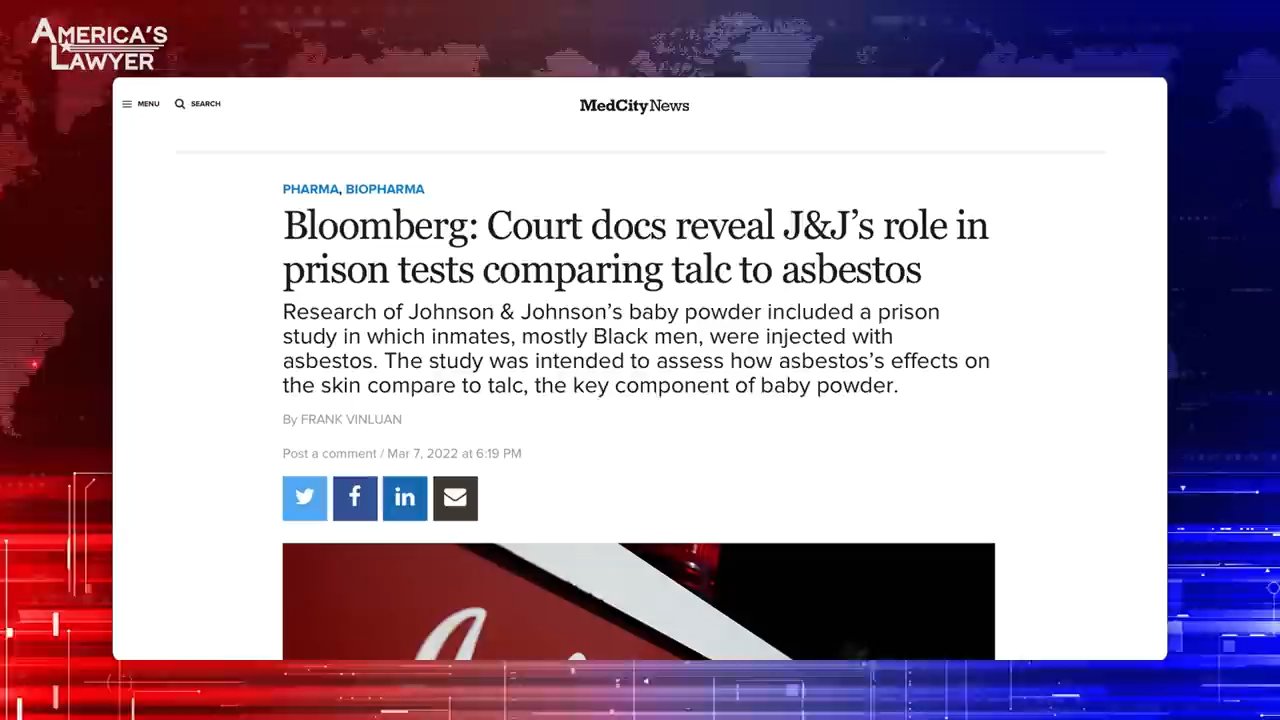 AMERICA'S
LAWYER
MENU SEARCH MedCity News
PHARMA, BIOPHARMA
Bloomberg: Court docs reveal J&J’s role in
prison tests comparing talc to asbestos
Research of Johnson & Johnson’s baby powder included a prison
study in which inmates, mostly Black men, were injected with
asbestos. The study was intended to assess how asbestos’s effects on
the skin compare to talc, the key component of baby powder.
By FRANK VINLUAN
Post a comment / Mar 7, 2022 at 6:19 PM